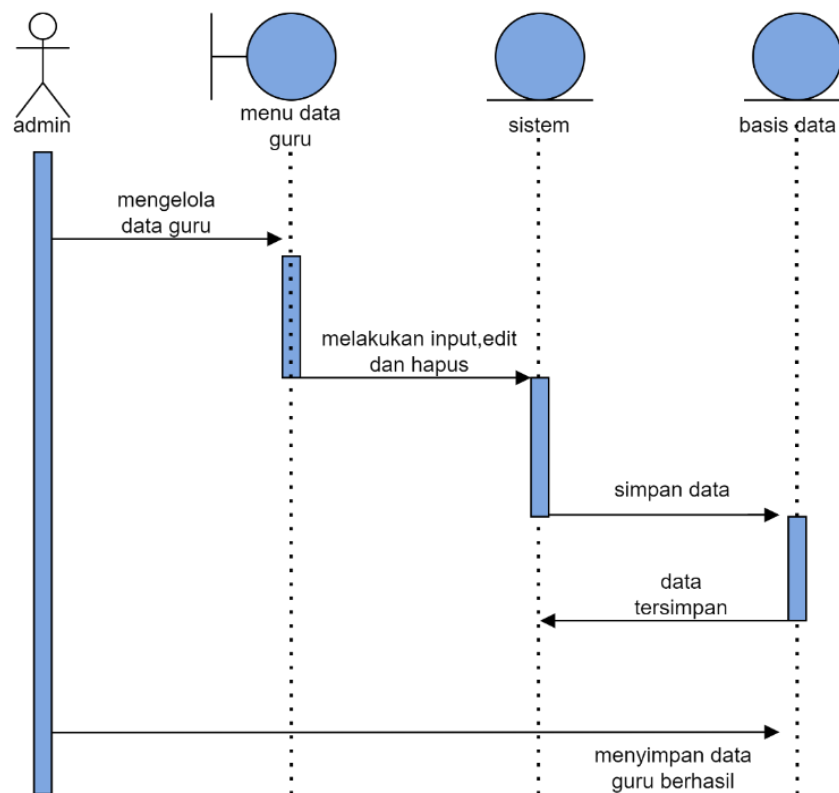 admin
menu data
guru
sistem
basis data
mengelola
data guru
melakukan input,edit
dan hapus
simpan data
data
tersimpan
menyimpan data
guru berhasil